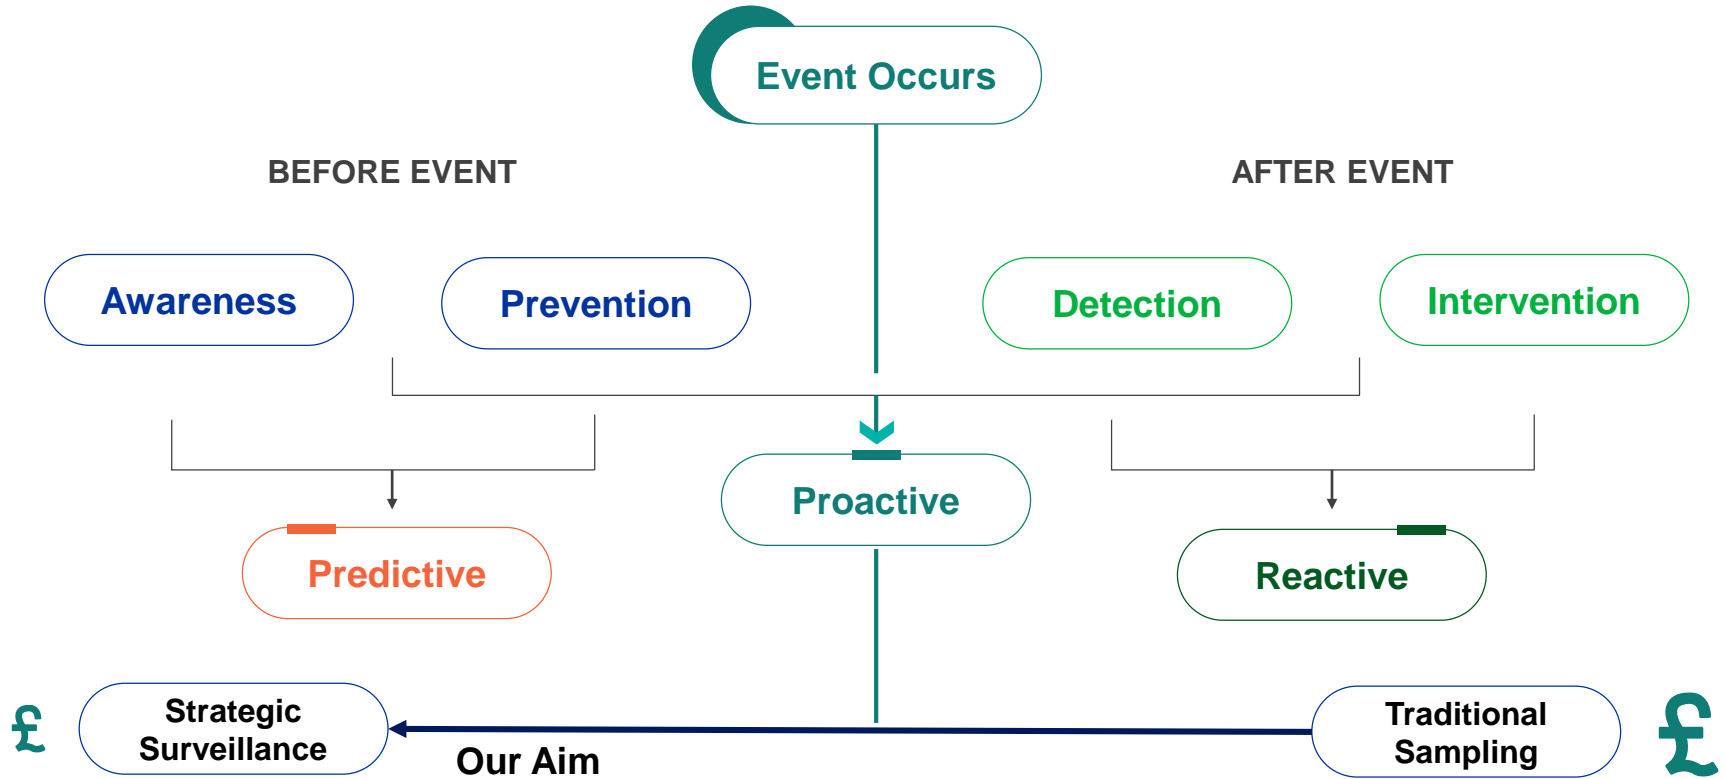 Event Occurs
BEFORE EVENT
AFTER EVENT
Awareness
Prevention
Detection
Intervention
Proactive
Predictive
Reactive
£
Strategic
Surveillance
Our Aim
Traditional
Sampling
£